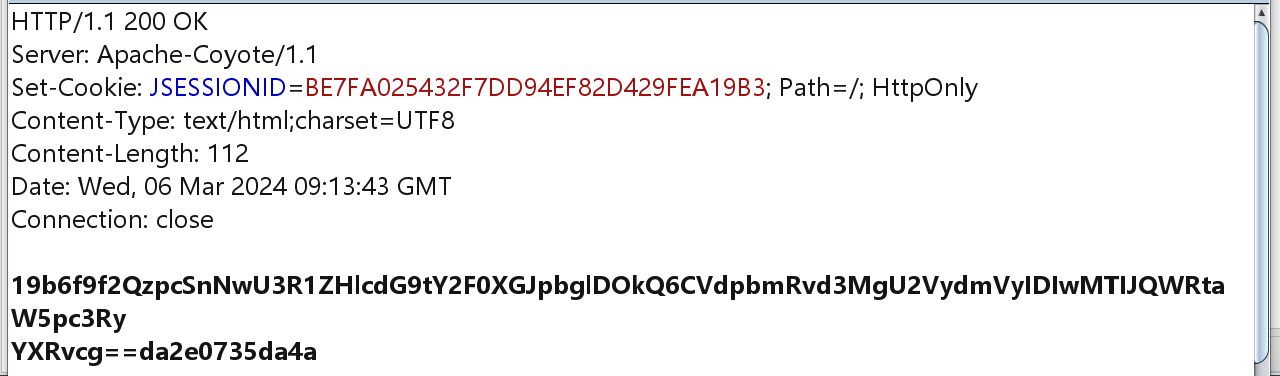 HTTP/1.1 200 OK
Server: Apache-Coyote/1.1
Set-Cookie: JSESSIONID=BE7FA025432F7DD94EF82D429FEA19B3; Path=/; HttpOnly
Content-Type: text/html;charset=UTF8
Content-Length: 112
Date: Wed, 06 Mar 2024 09:13:43 GMT
Connection: close
19b6f9f2QzpcSnNwU3R1ZHlcdG9tY2F0XGJpbglDOkQ6CVdpbmRvd3MgU2VydmVyIDIwMTIJQWRta
W5pc3Ry
YXRvcg==da2e0735da4a